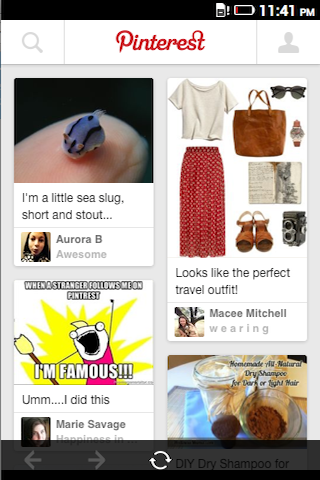 11:41 PM
Pinterest
I'm a little sea slug,
short and stout...
Aurora B
Awesome
WHEN A STRANGER FOLLOWS ME ON
PINTREST
I'M FAMOUS!!!
Umm....I did this
Marie Savage
Happiness in ...
Looks like the perfect
travel outfit!
Macee Mitchell
wearing
Homemade All-Natural
Dry Shampoo
for Dark or Light Hair
DIY Dry Shampoo for